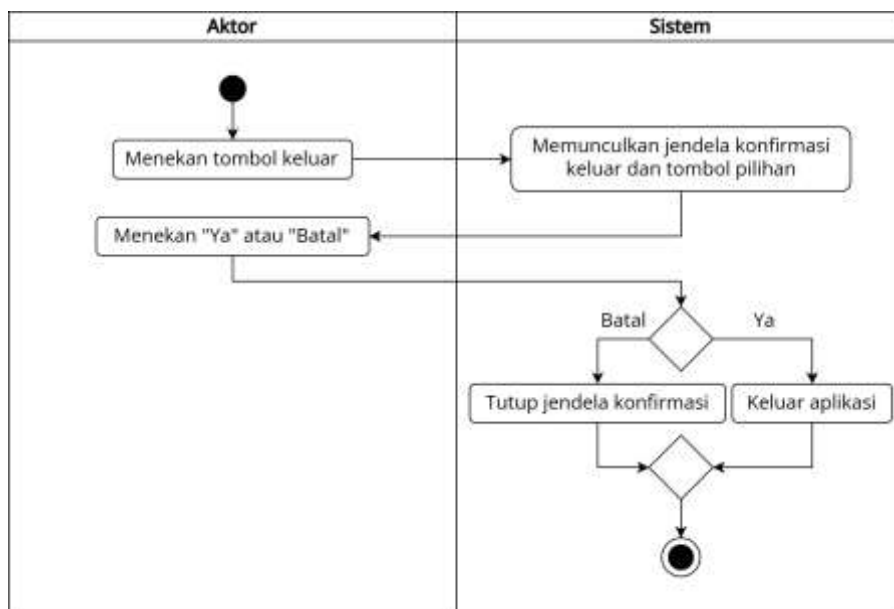 Aktor
Sistem
Menekan tombol keluar
Memunculkan jendela konfirmasi
keluar dan tombol pilihan
Menekan "Ya" atau "Batal"
Batal
Ya
Tutup jendela konfirmasi
Keluar aplikasi